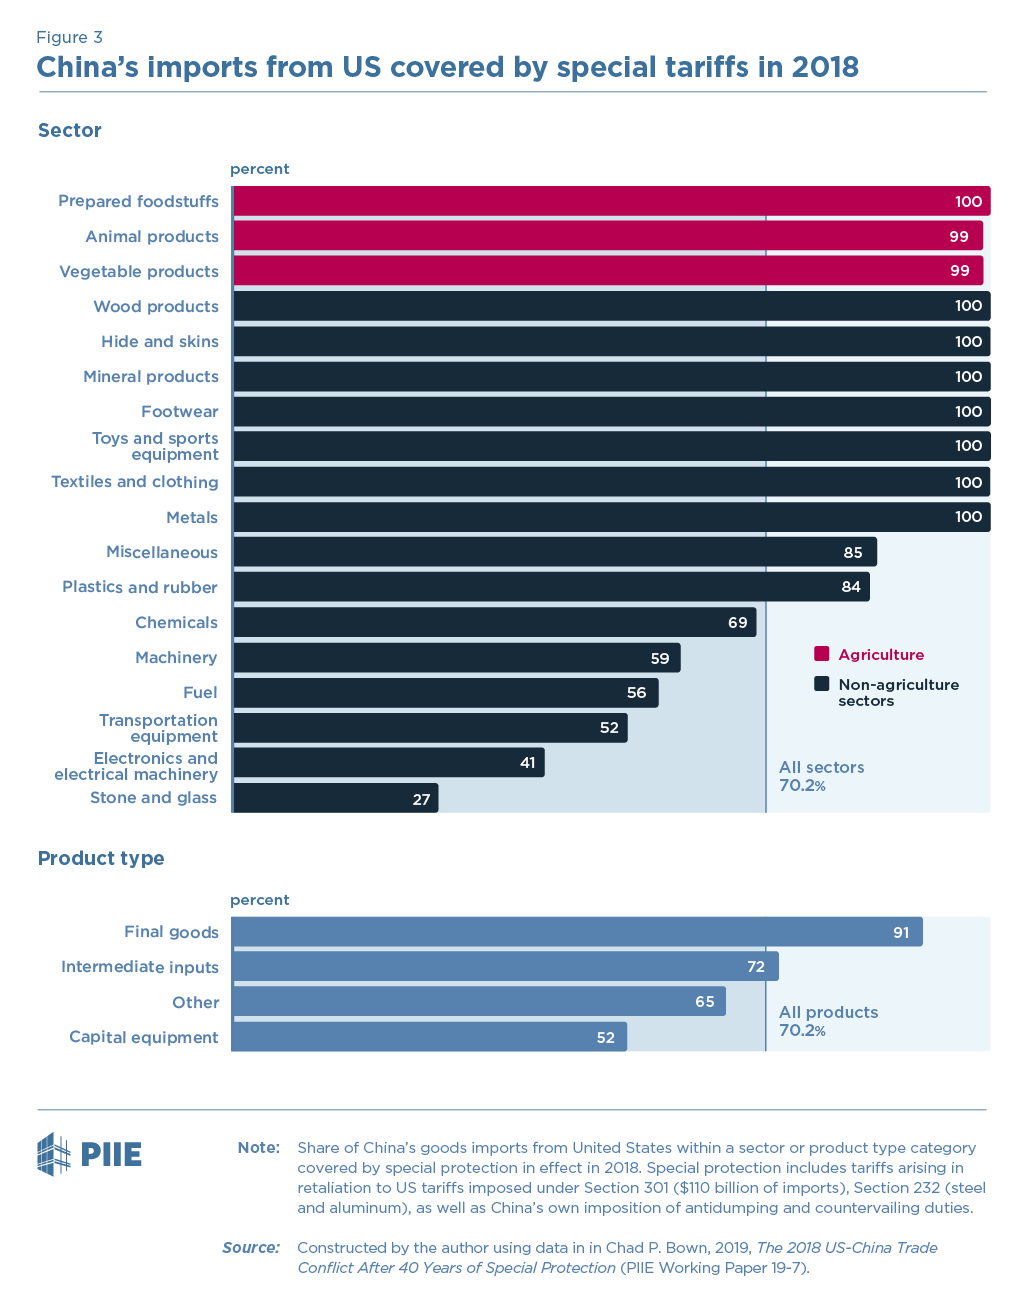 Figure 3
China's imports from US covered by special tariffs in 2018
Sector
percent
Prepared foodstuffs 100
Animal products 99
Vegetable products 99
Wood products 100
Hide and skins 100
Mineral products 100
Footwear 100
Toys and sports
equipment 100
Textiles and clothing 100
Metals 100
Miscellaneous 85
Plastics and rubber 84
Chemicals 69
Machinery 59
Fuel 56
Transportation
equipment 52
Electronics and
electrical machinery 41
Stone and glass 27
Agriculture
Non-agriculture
sectors
All sectors
70.2%
Product type
percent
Final goods 91
Intermediate inputs 72
Other 65
Capital equipment 52
All products
70.2%
PIIE
Note: Share of China's goods imports from United States within a sector or product type category
covered by special protection in effect in 2018. Special protection includes tariffs arising in
retaliation to US tariffs imposed under Section 301 ($110 billion of imports), Section 232 (steel
and aluminum), as well as China's own imposition of antidumping and countervailing duties.
Source: Constructed by the author using data in in Chad P. Bown, 2019, The 2018 US-China Trade
Conflict After 40 Years of Special Protection (PIIE Working Paper 19-7).